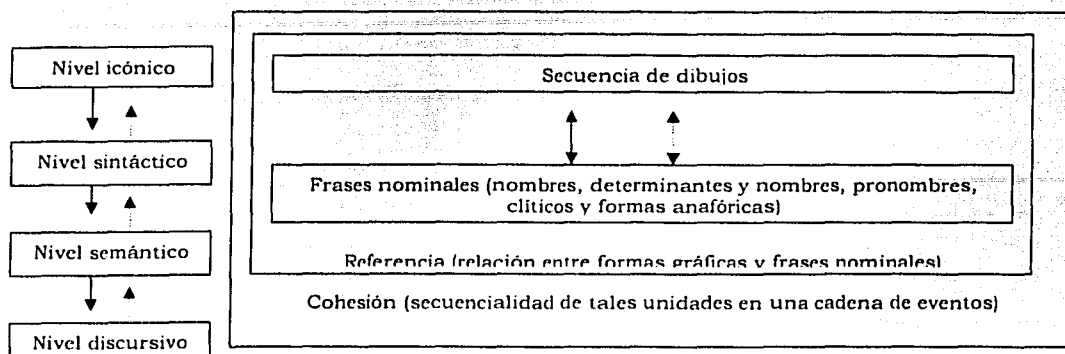 Nivel icónico
Secuencia de dibujos
Nivel sintáctico
Frases nominales (nombres, determinantes y nombres, pronombres,
clíticos y formas anafóricas)
Nivel semántico
Referencia (relación entre formas gráficas y frases nominales)
Cohesión (secuencialidad de tales unidades en una cadena de eventos)
Nivel discursivo